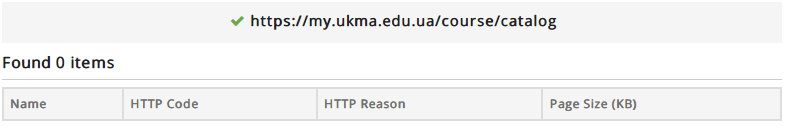 https://my.ukma.edu.ua/course/catalog
Found 0 items
Name HTTP Code HTTP Reason Page Size (KB)